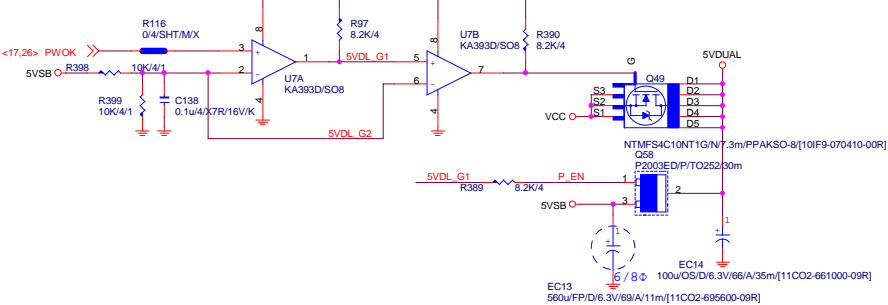 R116
0/4/SHT/M/X
8
R97
8.2K/4
U7B
KA393D/SO8
8
R390
8.2K/4
<17,26> PWOK
3
+
1
5VDL_G1
5
+
7
G
5VDUAL
5VSB
R398
10K/4/1
2
-
U7A
KA393D/SO8
6
-
Q49
S3
S2
S1
D1
D2
D3
D4
D5
R399
10K/4/1
C138
0.1u/4/X7R/16V/K
4
4
VCC
5VDL_G2
NTMFS4C10NT1G/N/7.3m/PPAKSO-8/[10IF9-070410-00R]
Q58
P2003ED/P/TO252/30m
5VDL_G1
R389
8.2K/4
P_EN
1
2
5VSB
3
1
+
1
+
6/8Φ
EC14
100u/OS/D/6.3V/66/A/35m/[11CO2-661000-09R]
EC13
560u/FP/D/6.3V/69/A/11m/[11CO2-695600-09R]